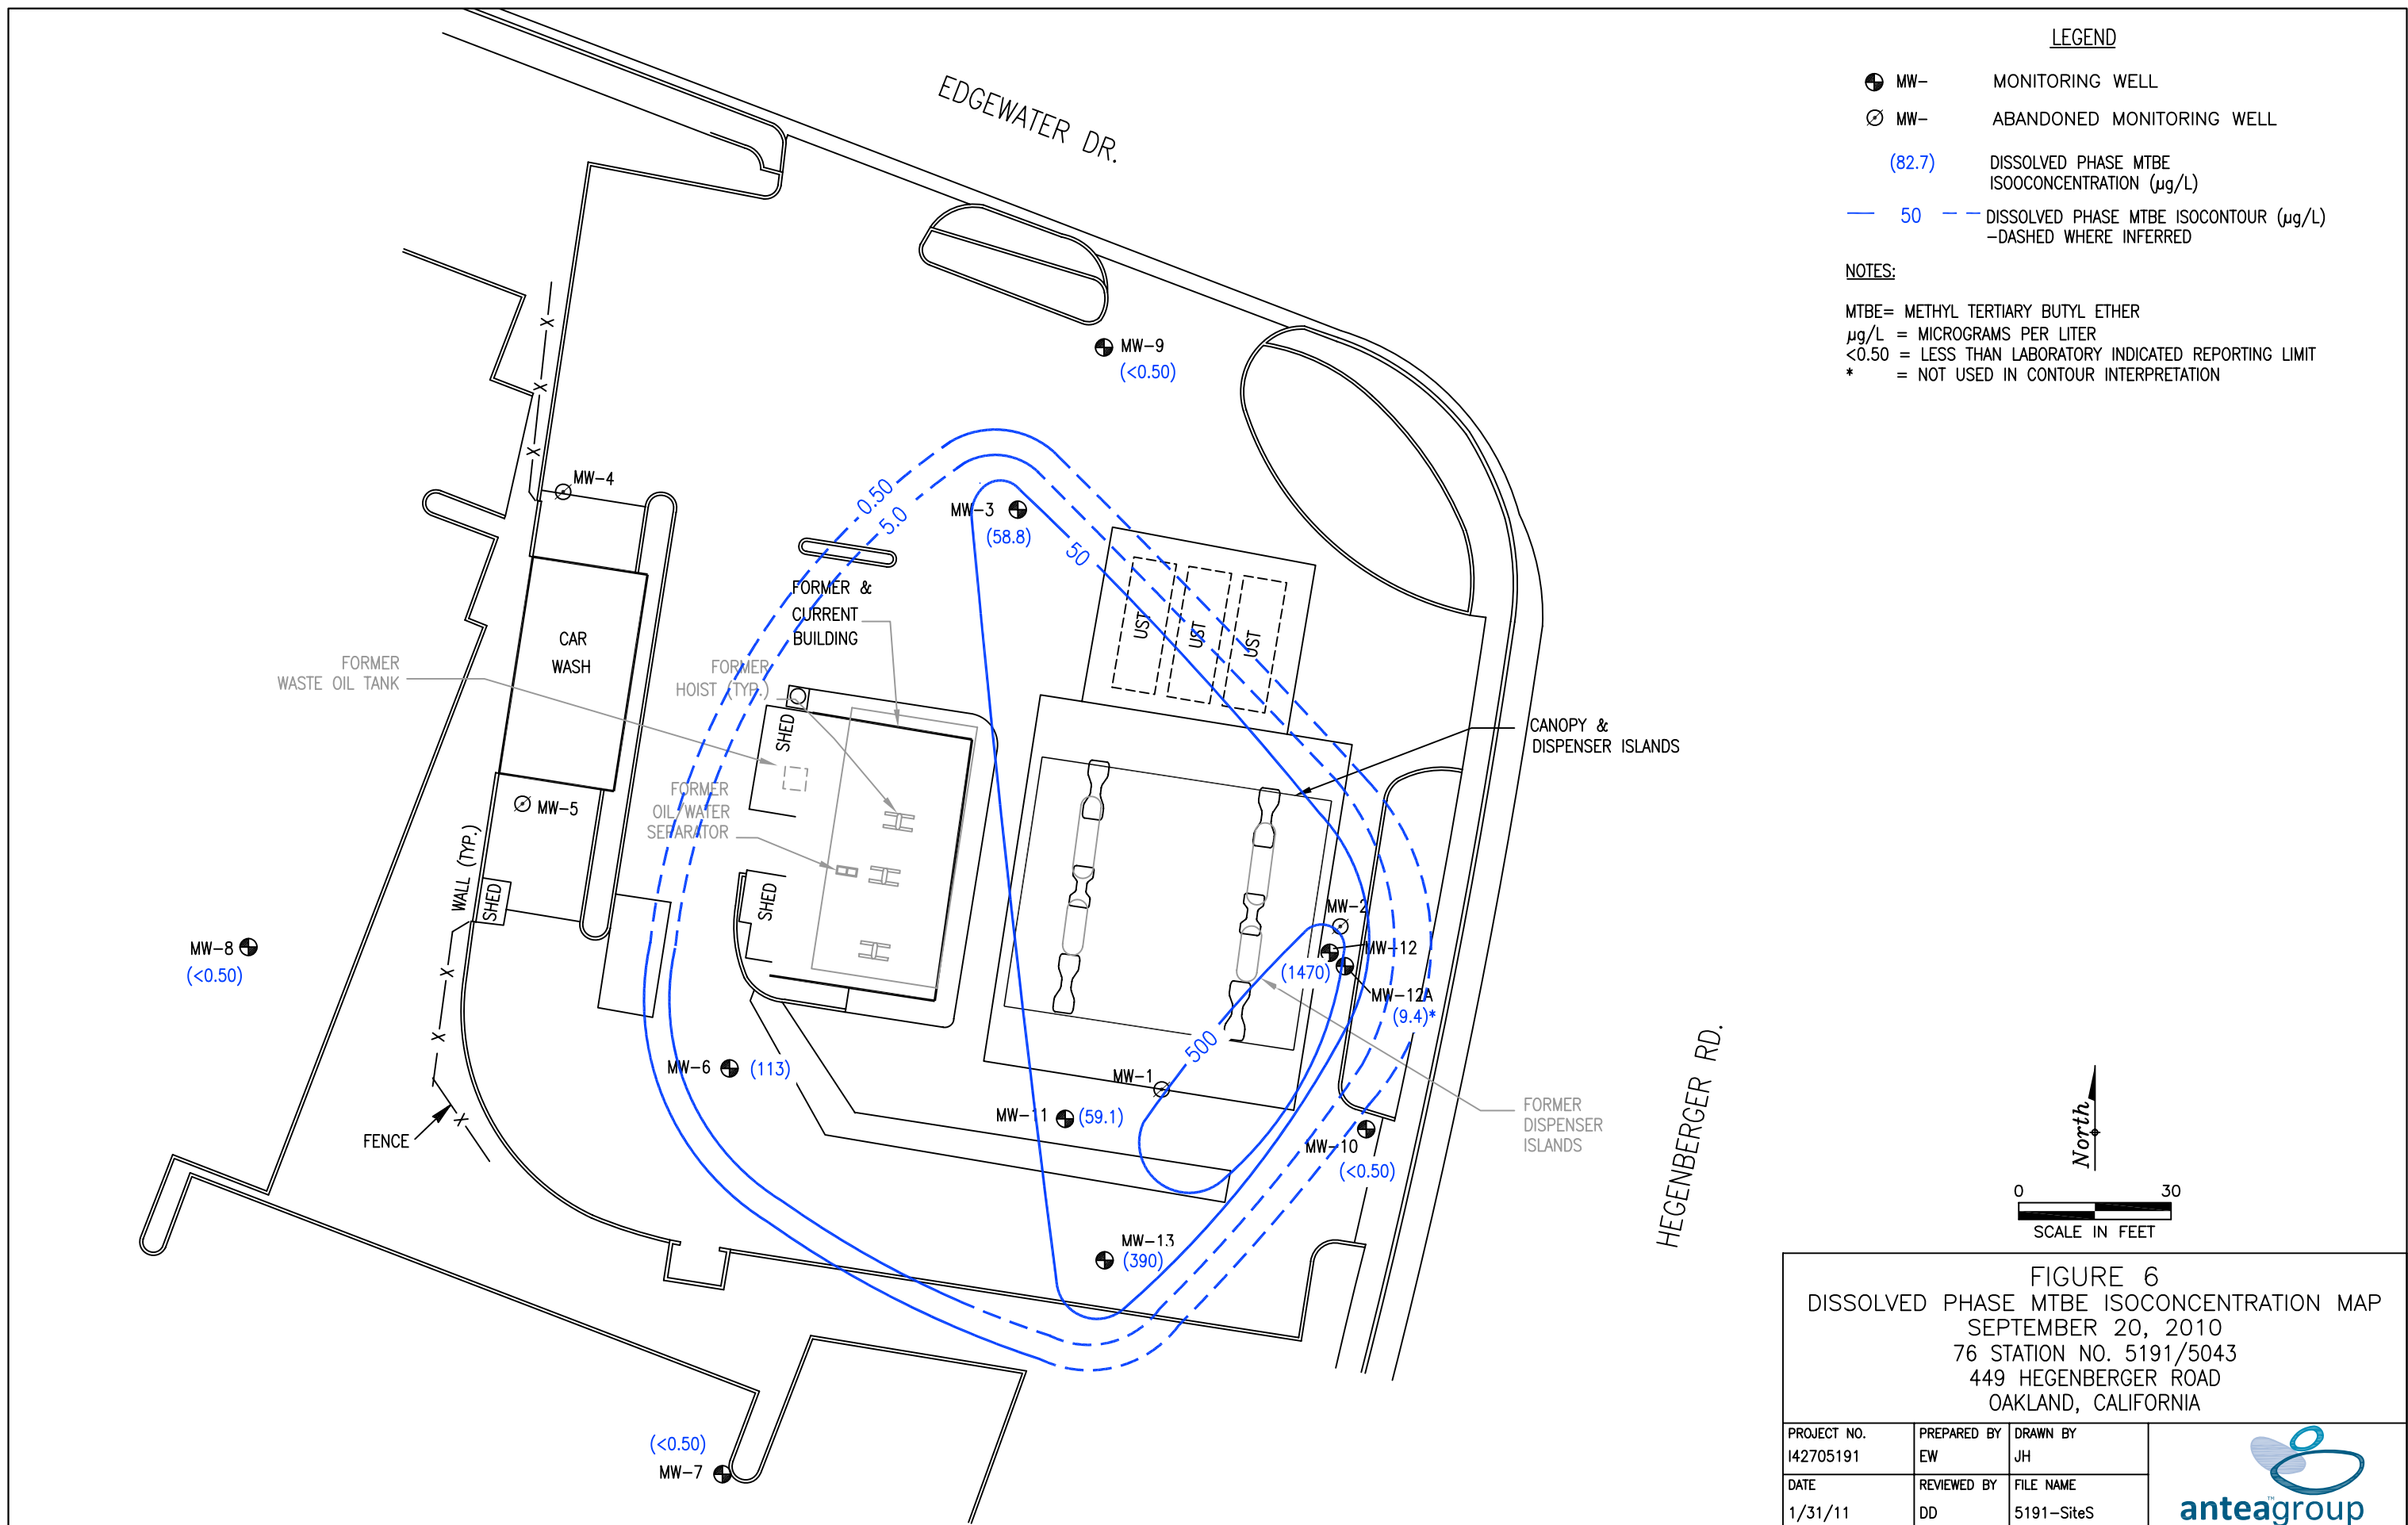 LEGEND
MW- MONITORING WELL
MW- ABANDONED MONITORING WELL
(82.7) DISSOLVED PHASE MTBE
ISOOCONCENTRATION (µg/L)
50 DISSOLVED PHASE MTBE ISOCONTOUR (µg/L)
-DASHED WHERE INFERRED
NOTES:
MTBE= METHYL TERTIARY BUTYL ETHER
µg/L = MICROGRAMS PER LITER
<0.50 = LESS THAN LABORATORY INDICATED REPORTING LIMIT
* = NOT USED IN CONTOUR INTERPRETATION
EDGEWATER DR.
MW-9
(<0.50)
MW-4
0.50
5.0
MW-3
(58.8)
50
FORMER &
CURRENT
BUILDING
UST
UST
UST
CAR
WASH
FORMER
WASTE OIL TANK
FORMER
HOIST (TYP.)
SHED
CANOPY &
DISPENSER ISLANDS
FORMER
OIL/WATER
SEPARATOR
MW-5
WALL (TYP.)
SHED
SHED
MW-2
MW-12
(1470)
MW-12A
(9.4)*
MW-8
(<0.50)
X
X
X
X
X
X
500
MW-6
(113)
MW-1
MW-11
(59.1)
FENCE
MW-10
(<0.50)
FORMER
DISPENSER
ISLANDS
HEGENBERGER RD.
MW-13
(390)
(<0.50)
MW-7
North
0 30
SCALE IN FEET
FIGURE 6
DISSOLVED PHASE MTBE ISOCONCENTRATION MAP
SEPTEMBER 20, 2010
76 STATION NO. 5191/5043
449 HEGENBERGER ROAD
OAKLAND, CALIFORNIA
PROJECT NO. PREPARED BY DRAWN BY
I42705191 EW JH
DATE REVIEWED BY FILE NAME
1/31/11 DD 5191-SiteS
anteagroup™